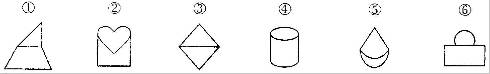 ① ② ③ ④ ⑤ ⑥